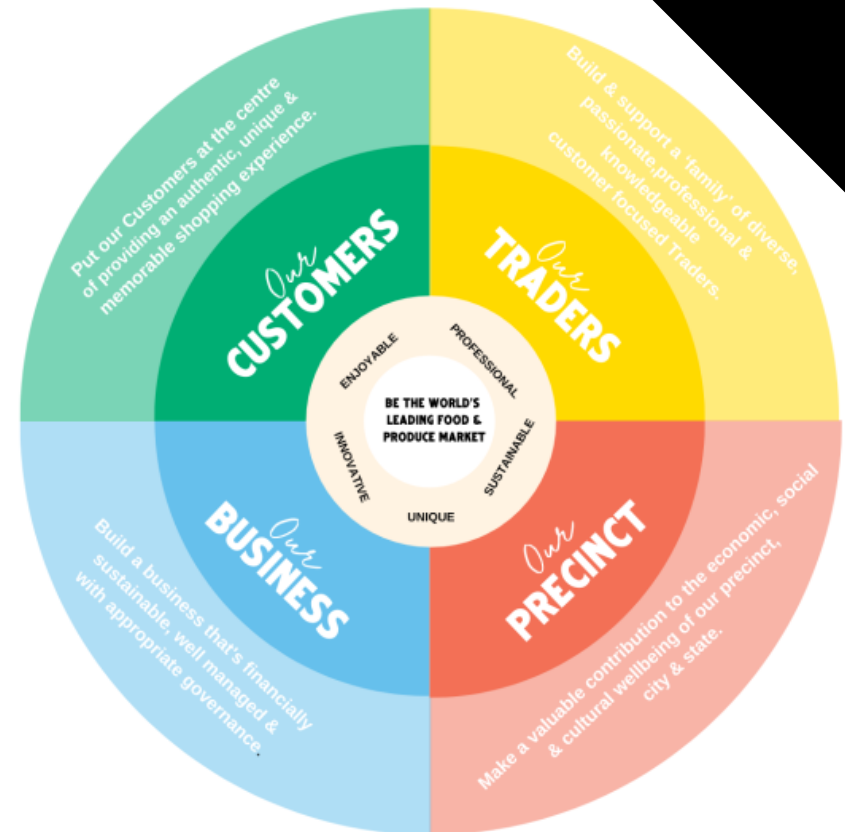 Put our Customers at the centre
of providing an authentic, unique &
memorable shopping experience.
Our
CUSTOMERS
Build & support a 'family' of diverse,
passionate,professional &
knowledgeable
customer focused Traders.
Our
TRADERS
ENJOYABLE
PROFESSIONAL
SUSTAINABLE
UNIQUE
INNOVATIVE
BE THE WORLD'S
LEADING FOOD &
PRODUCE MARKET
Our
BUSINESS
Build a business that's financially
sustainable, well managed &
with appropriate governance.
Our
PRECINCT
Make a valuable contribution to the economic, social
& cultural wellbeing of our precinct,
city & state.